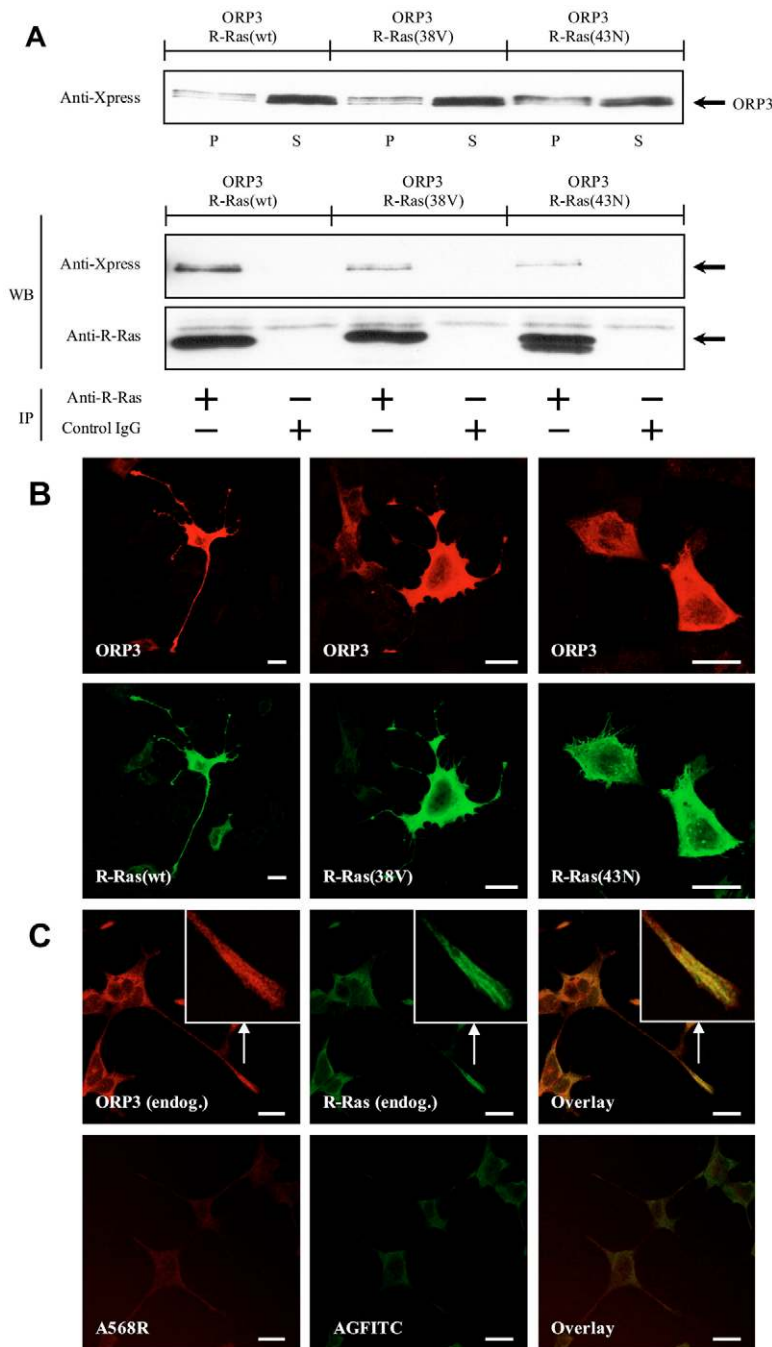 A
ORP3 ORP3 ORP3
R-Ras(wt) R-Ras(38V) R-Ras(43N)
Anti-Xpress ORP3
P S P S P S
ORP3 ORP3 ORP3
R-Ras(wt) R-Ras(38V) R-Ras(43N)
WB
Anti-Xpress
Anti-R-Ras
IP
Anti-R-Ras + − + − + −
Control IgG − + − + − +
B
ORP3 ORP3 ORP3
R-Ras(wt) R-Ras(38V) R-Ras(43N)
C
ORP3 (endog.) R-Ras (endog.) Overlay
A568R AGFITC Overlay